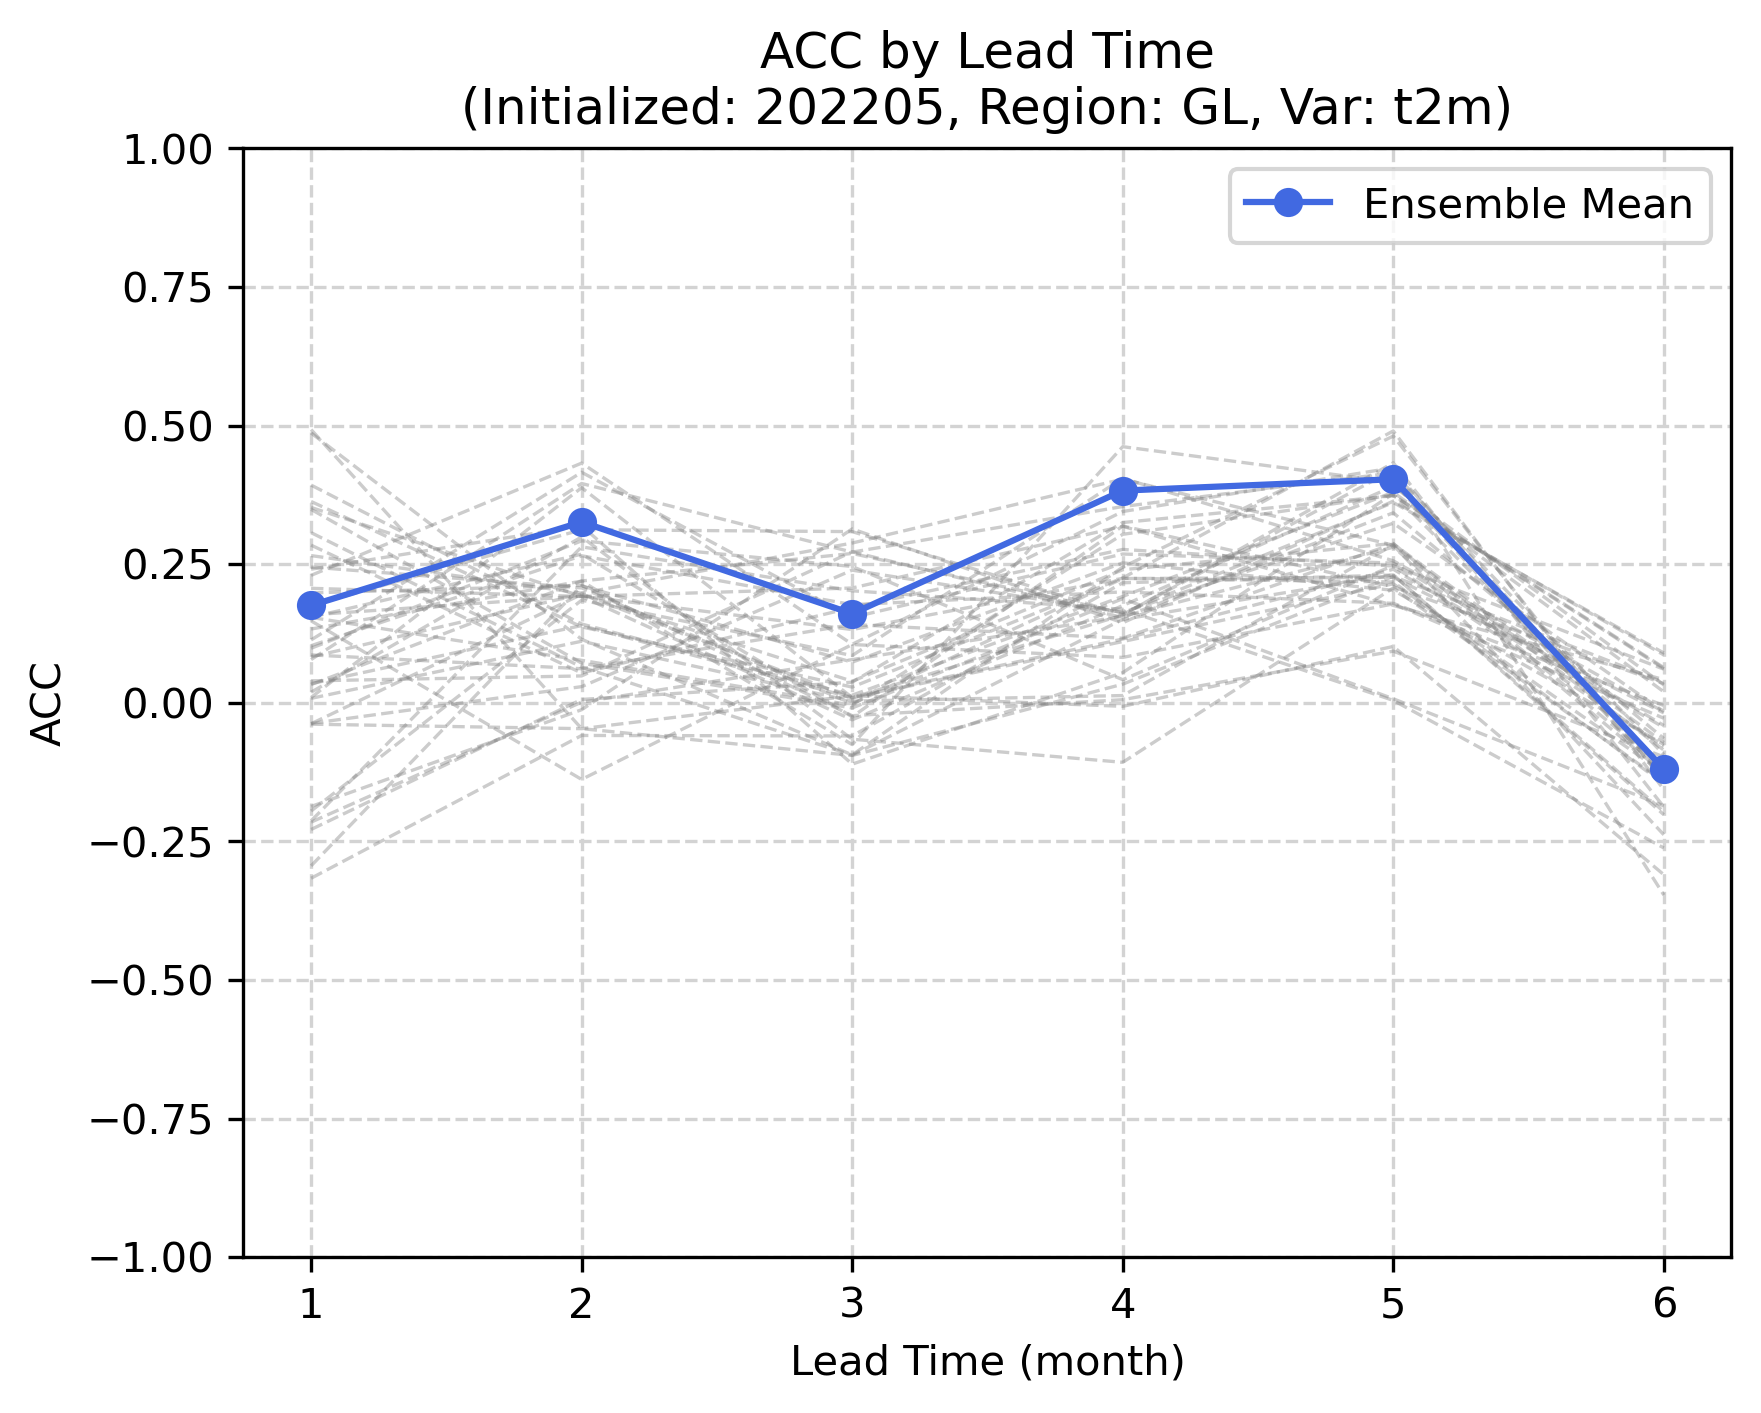 ACC by Lead Time
(Initialized: 202205, Region: GL, Var: t2m)
Ensemble Mean
ACC
1.00
0.75
0.50
0.25
0.00
−0.25
−0.50
−0.75
−1.00
1 2 3 4 5 6
Lead Time (month)